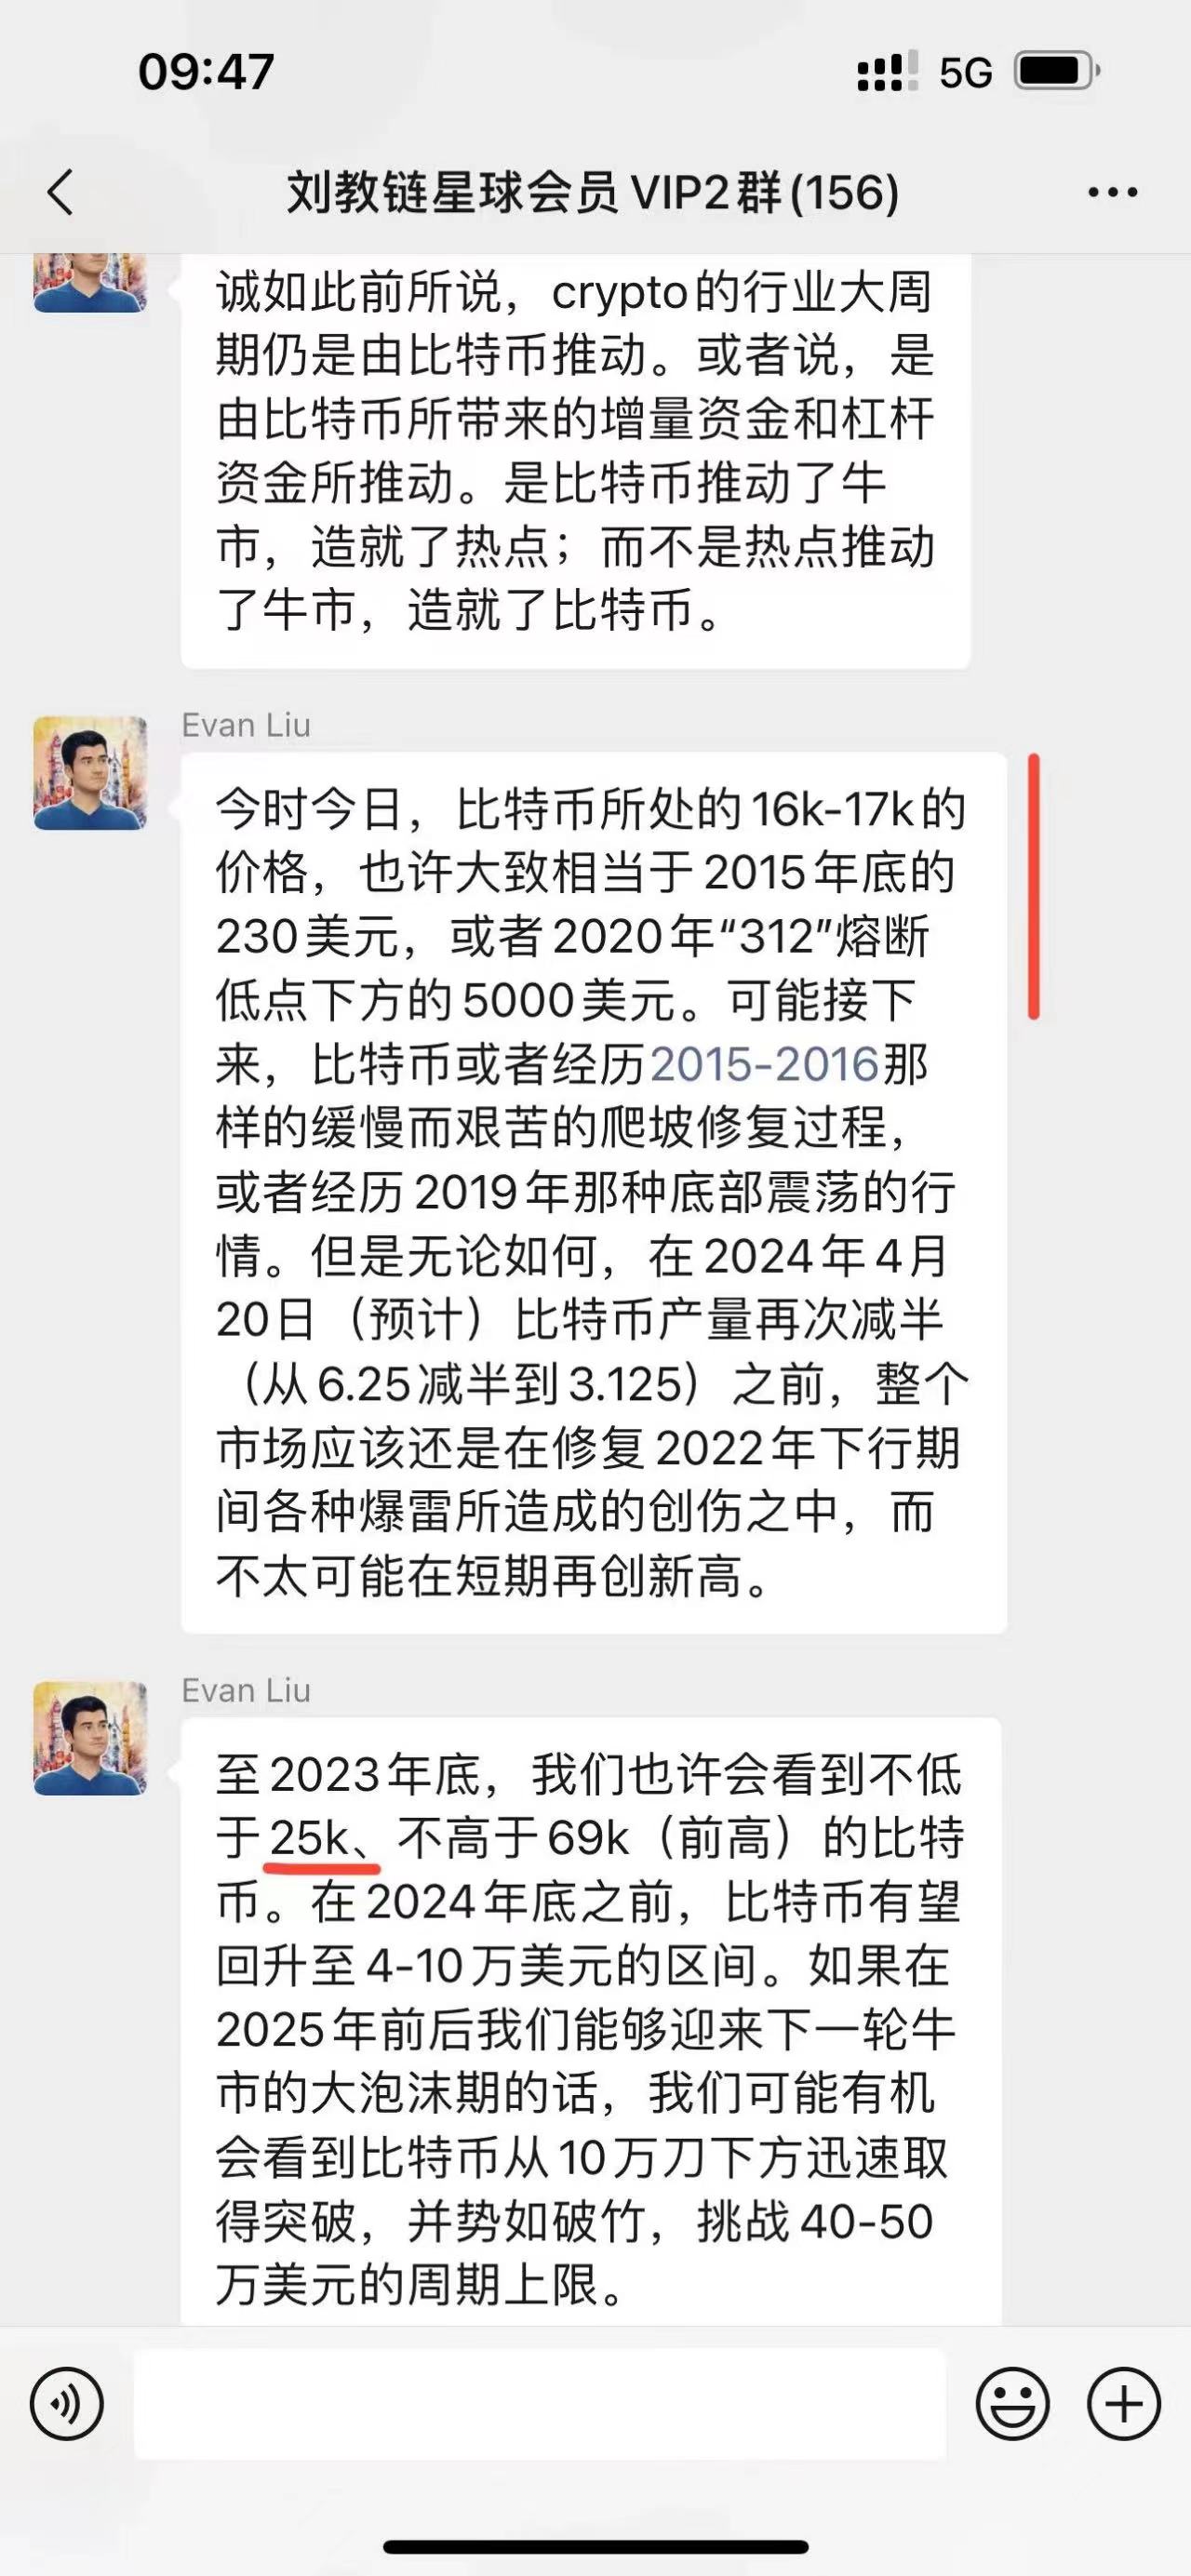 09:47
5G
刘教链星球会员VIP2群(156)
诚如此前所说，crypto的行业大周
期仍是由比特币推动。或者说，是
由比特币所带来的增量资金和杠杆
资金所推动。是比特币推动了牛
市，造就了热点；而不是热点推动
了牛市，造就了比特币。
Evan Liu
今时今日，比特币所处的16k-17k的
价格，也许大致相当于2015年底的
230美元，或者2020年“312”熔断
低点下方的5000美元。可能接下
来，比特币或者经历2015-2016那
样的缓慢而艰苦的爬坡修复过程，
或者经历2019年那种底部震荡的行
情。但是无论如何，在2024年4月
20日（预计）比特币产量再次减半
（从6.25减半到3.125）之前，整个
市场应该还是在修复2022年下行期
间各种爆雷所造成的创伤之中，而
不太可能在短期再创新高。
Evan Liu
至2023年底，我们也许会看到不低
于25k、不高于69k（前高）的比特
币。在2024年底之前，比特币有望
回升至4-10万美元的区间。如果在
2025年前后我们能够迎来下一轮牛
市的大泡沫期的话，我们可能有机
会看到比特币从10万刀下方迅速取
得突破，并势如破竹，挑战40-50
万美元的周期上限。